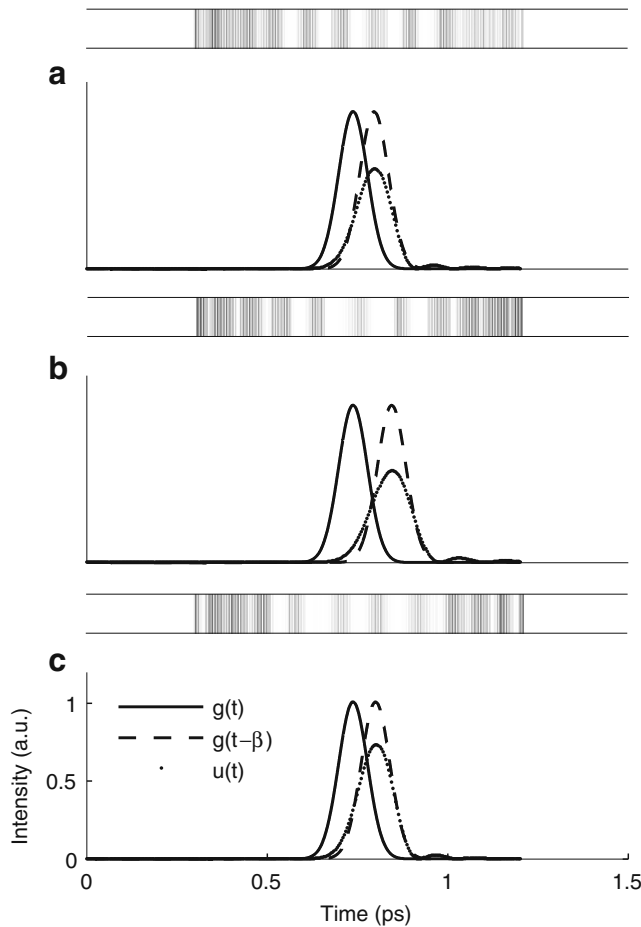 a
b
c
Intensity (a.u.)
1
0.5
0
g(t)
g(t−β)
u(t)
0
0.5
1
1.5
Time (ps)